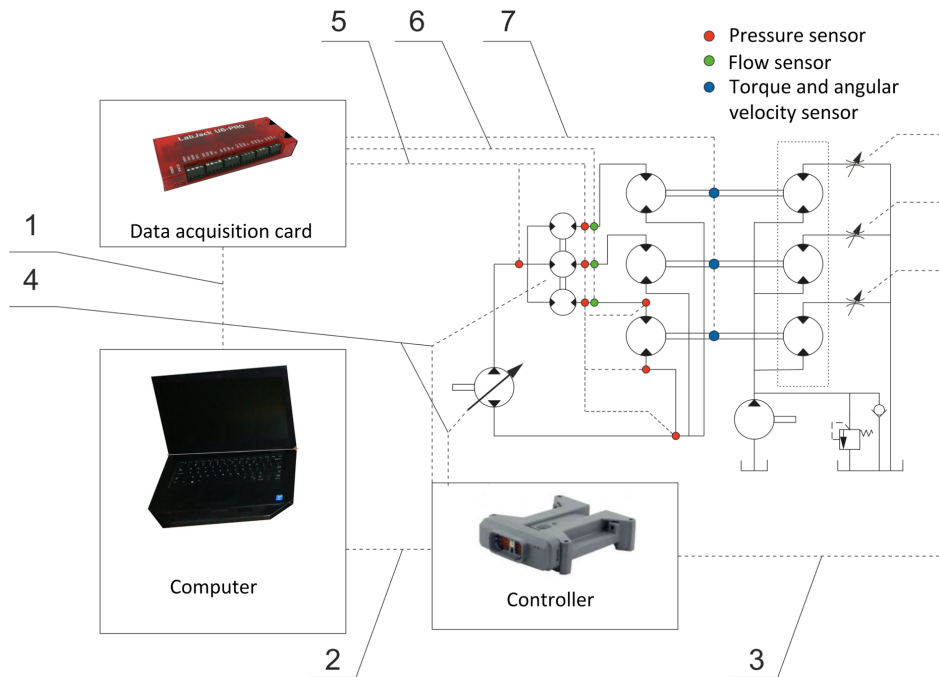 5
6
7
Pressure sensor
Flow sensor
Torque and angular
velocity sensor
LabJack U6-PRO
Data acquisition card
1
4
Computer
Controller
2
3